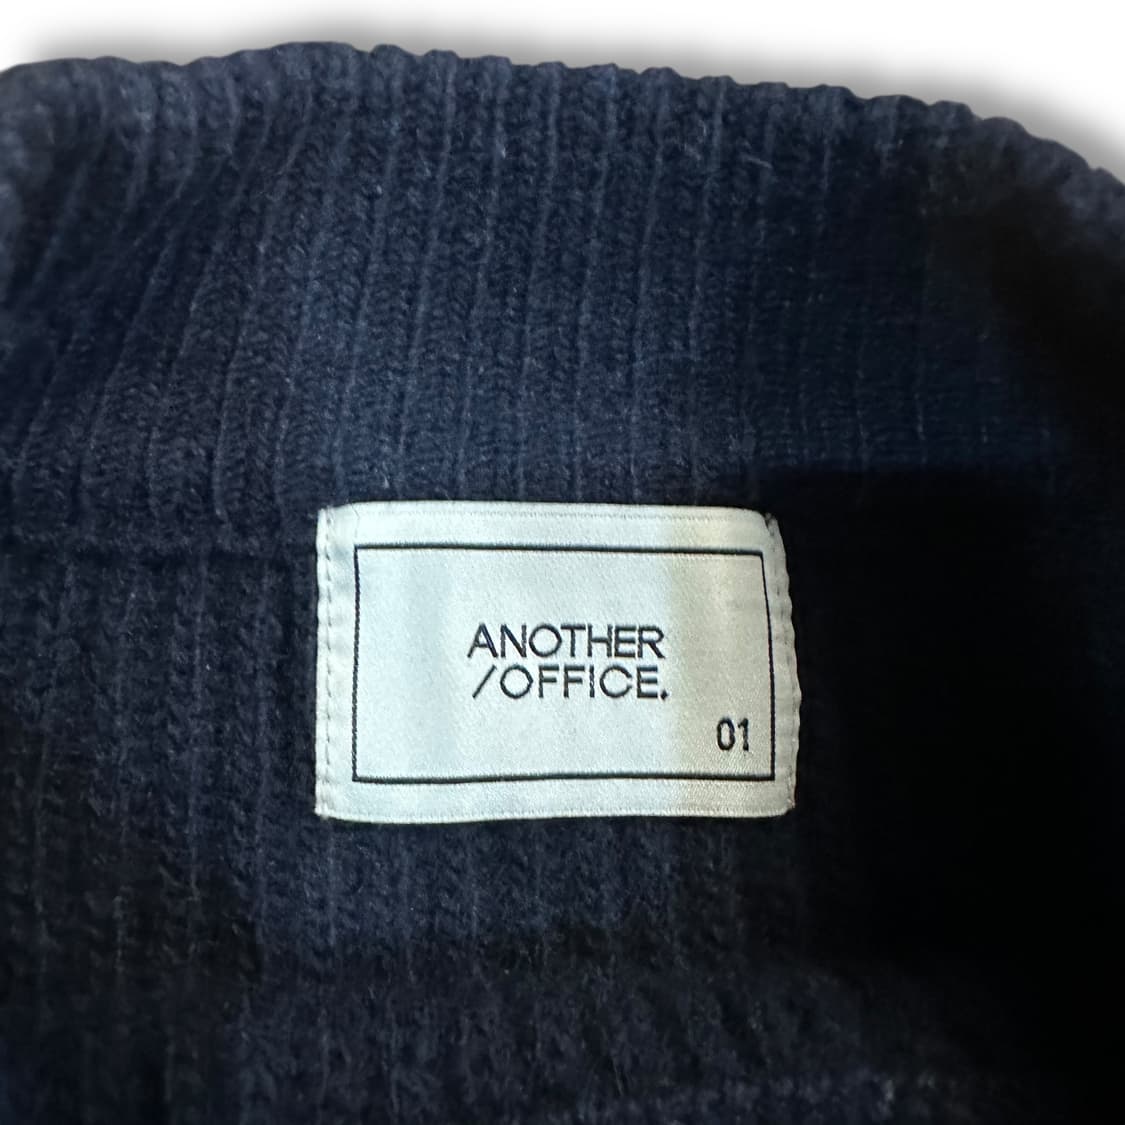 ANOTHER
/OFFICE.
01